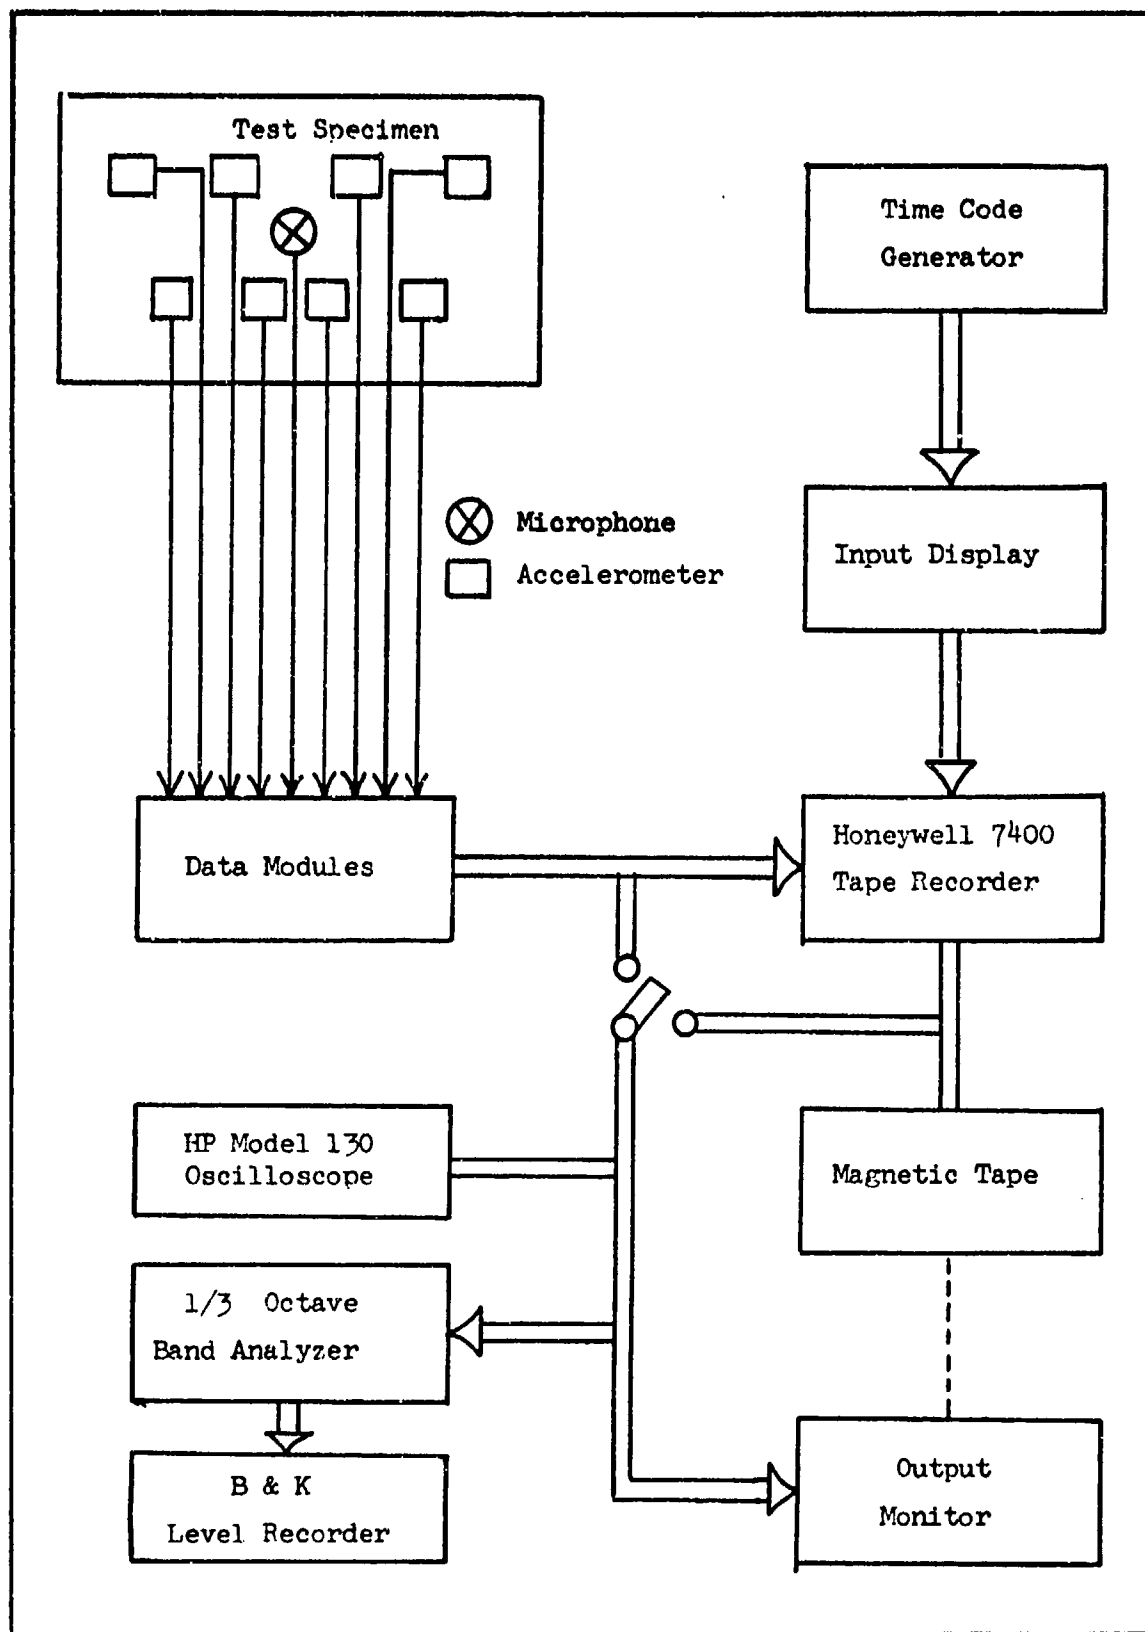 Test Specimen
Time Code
Generator
Microphone
Accelerometer
Input Display
Data Modules
Honeywell 7400
Tape Recorder
HP Model 130
Oscilloscope
Magnetic Tape
1/3 Octave
Band Analyzer
B & K
Level Recorder
Output
Monitor